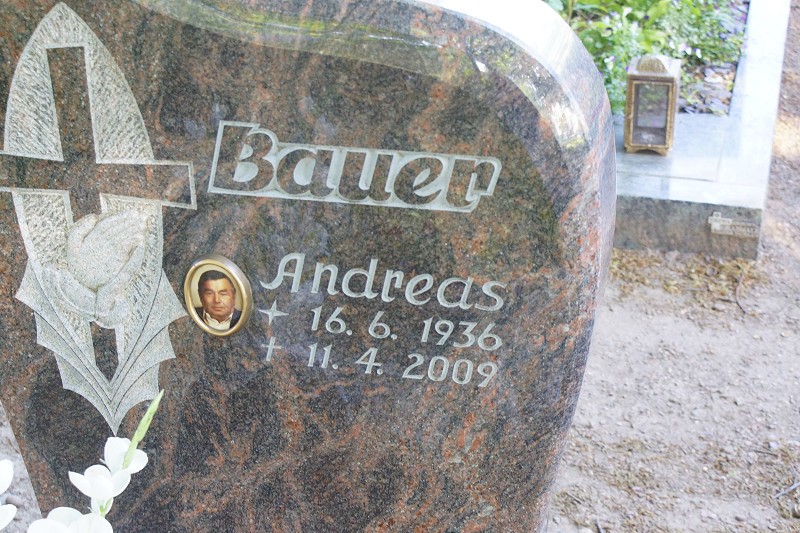 Bauer
Andreas
16. 6. 1936
† 11. 4. 2009